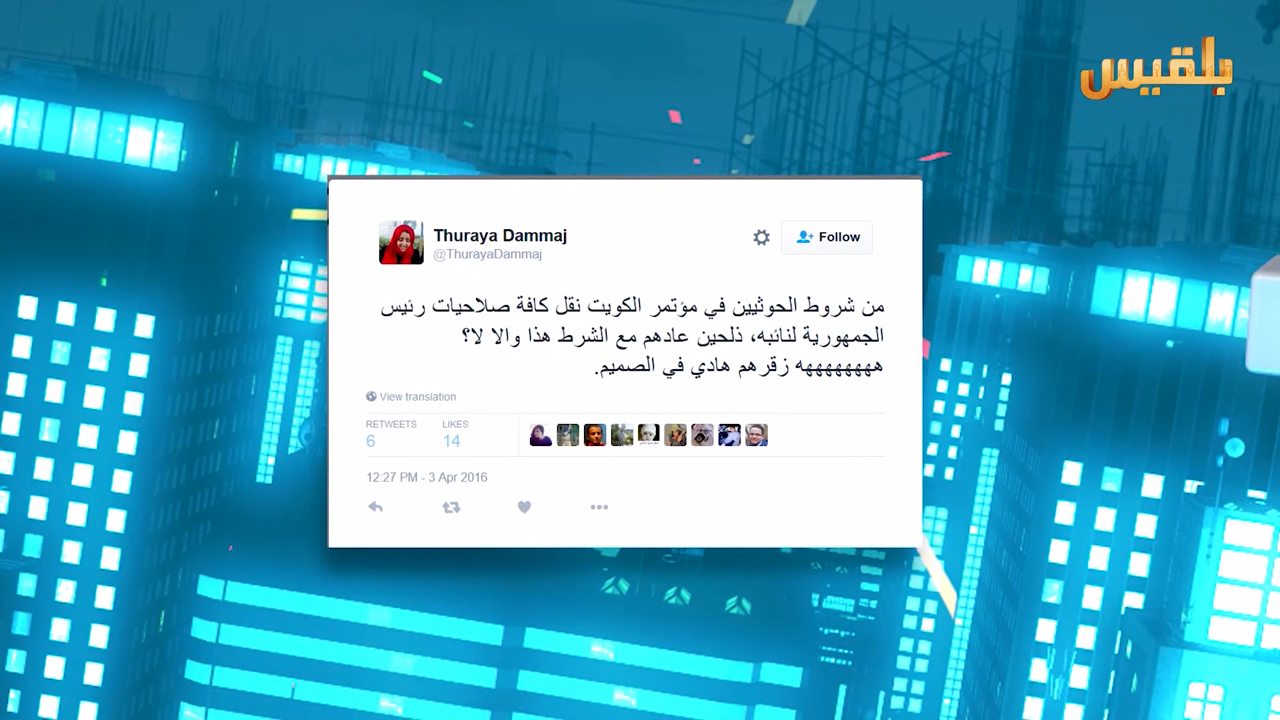 بلقيس
Thuraya Dammaj
@ThurayaDammaj
Follow
من شروط الحوثيين في مؤتمر الكويت نقل كافة صلاحيات رئيس
الجمهورية لنائبه، ذلحين عادهم مع الشرط هذا والا لا؟
ههههههههه زقرهم هادي في الصميم.
View translation
RETWEETS
6
LIKES
14
12:27 PM - 3 Apr 2016